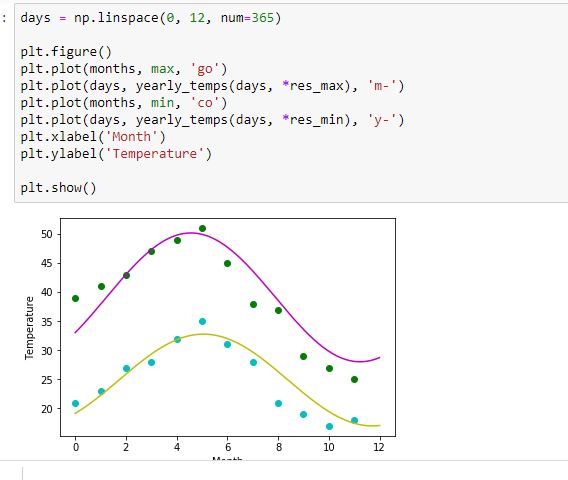 : days = np.linspace(0, 12, num=365)
plt.figure()
plt.plot(months, max, 'go')
plt.plot(days, yearly_temps(days, *res_max), 'm-')
plt.plot(months, min, 'co')
plt.plot(days, yearly_temps(days, *res_min), 'y-')
plt.xlabel('Month')
plt.ylabel('Temperature')
plt.show()
50
45
40
35
30
25
20
Temperature
0 2 4 6 8 10 12
Month